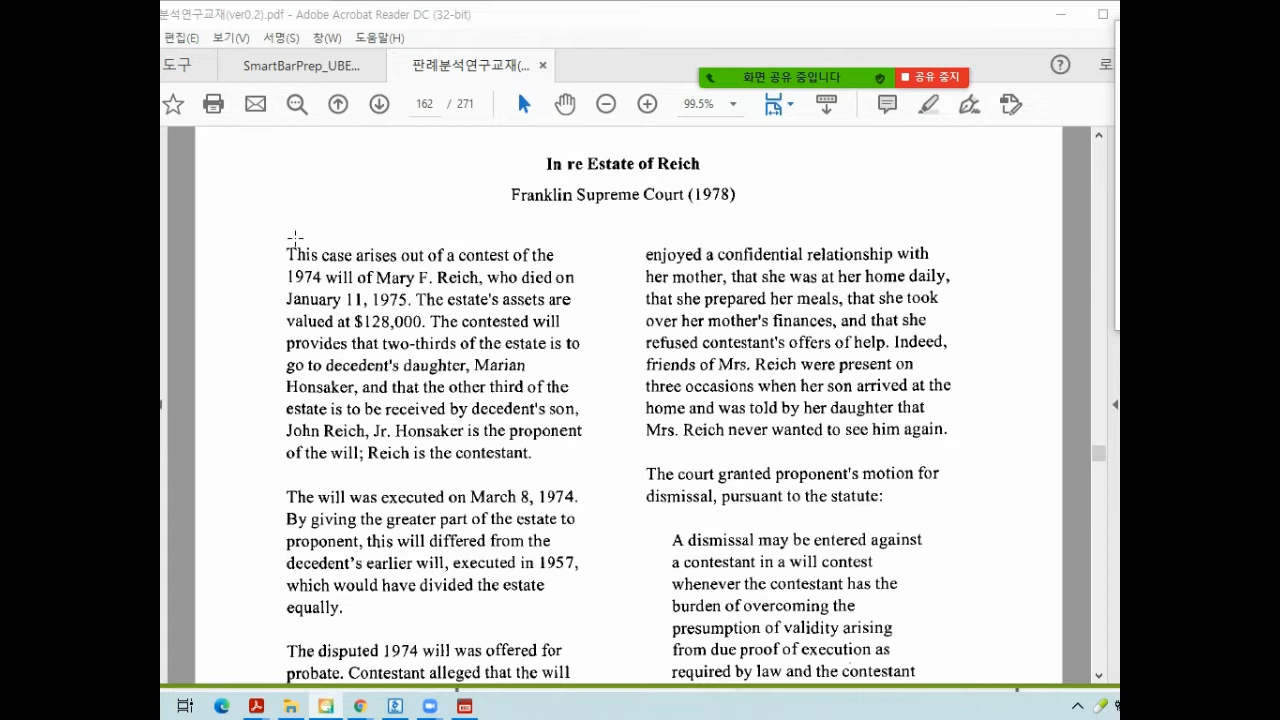 분석연구교재(ver0.2).pdf - Adobe Acrobat Reader DC (32-bit)
편집(E) 보기(V) 서명(S) 창(W) 도움말(H)
도구 SmartBarPrep_UBE... 판례분석연구교재(... × ? 로
화면 공유 중입니다 공유 중지
162 / 271 99.5%
In re Estate of Reich
Franklin Supreme Court (1978)
This case arises out of a contest of the
1974 will of Mary F. Reich, who died on
January 11, 1975. The estate's assets are
valued at $128,000. The contested will
provides that two-thirds of the estate is to
go to decedent's daughter, Marian
Honsaker, and that the other third of the
estate is to be received by decedent's son,
John Reich, Jr. Honsaker is the proponent
of the will; Reich is the contestant.
The will was executed on March 8, 1974.
By giving the greater part of the estate to
proponent, this will differed from the
decedent's earlier will, executed in 1957,
which would have divided the estate
equally.
The disputed 1974 will was offered for
probate. Contestant alleged that the will
enjoyed a confidential relationship with
her mother, that she was at her home daily,
that she prepared her meals, that she took
over her mother's finances, and that she
refused contestant's offers of help. Indeed,
friends of Mrs. Reich were present on
three occasions when her son arrived at the
home and was told by her daughter that
Mrs. Reich never wanted to see him again.
The court granted proponent's motion for
dismissal, pursuant to the statute:
A dismissal may be entered against
a contestant in a will contest
whenever the contestant has the
burden of overcoming the
presumption of validity arising
from due proof of execution as
required by law and the contestant